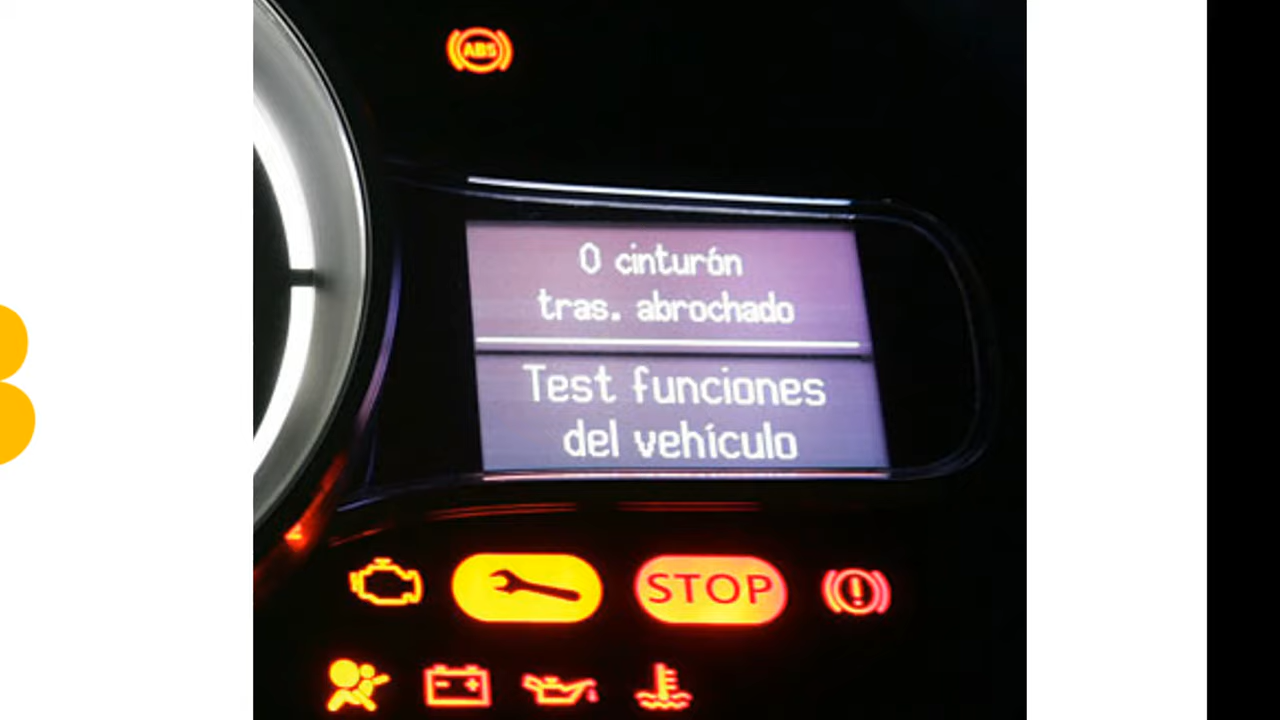 ABS
0 cinturón
tras. abrochado
Test funciones
del vehículo
STOP